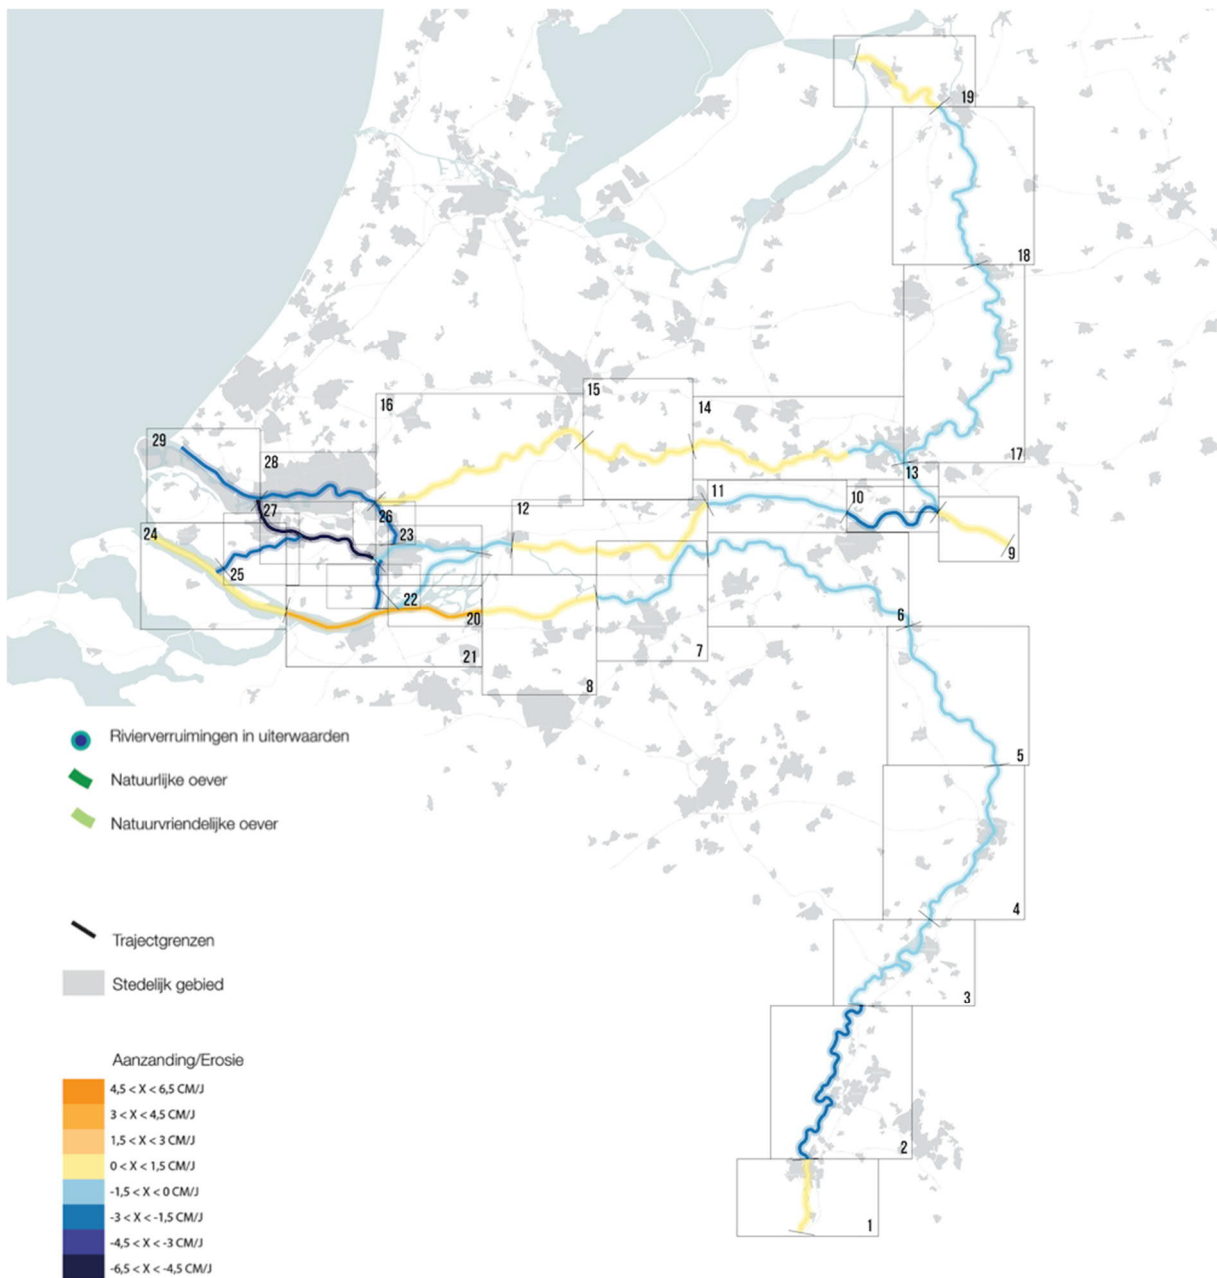 19
18
15
16
14
29
17
28
13
11
10
12
27
26
24
23
9
25
22
20
6
21
7
8
Rivierverruimingen in uiterwaarden
5
Natuurlijke oever
Natuurvriendelijke oever
4
Trajectgrenzen
Stedelijk gebied
3
Aanzanding/Erosie
4,5 < X < 6,5 CM/J
3 < X < 4,5 CM/J
1,5 < X < 3 CM/J
2
0 < X < 1,5 CM/J
-1,5 < X < 0 CM/J
-3 < X < -1,5 CM/J
1
-4,5 < X < -3 CM/J
-6,5 < X < -4,5 CM/J